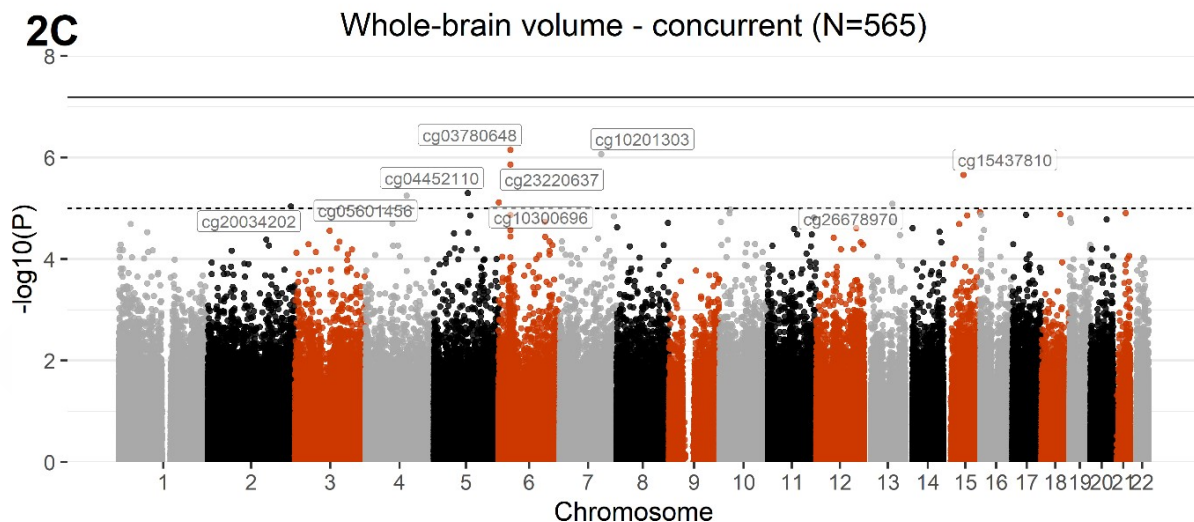 2C
Whole-brain volume - concurrent (N=565)
8
6
4
2
0
-log10(P)
cg03780648
cg10201303
cg15437810
cg04452110
cg23220637
cg05601456
cg10300696
cg20034202
cg26678970
1 2 3 4 5 6 7 8 9 10 11 12 13 14 15 16 17 18 19 20 21 22
Chromosome